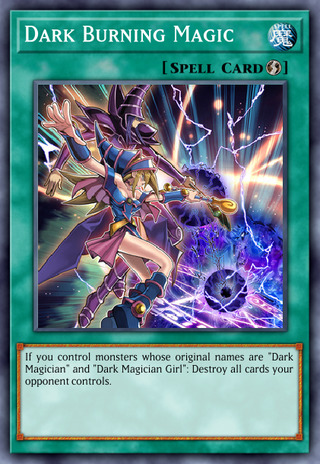 Dark Burning Magic
魔
[Spell Card]
If you control monsters whose original names are "Dark
Magician" and "Dark Magician Girl": Destroy all cards your
opponent controls.